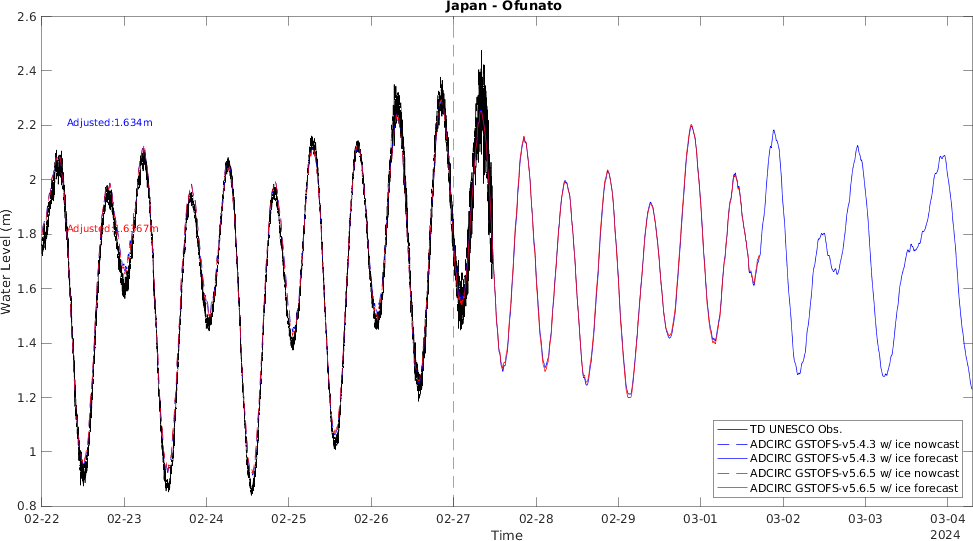 Japan - Ofunato
2.6
2.4
2.2
2
1.8
1.6
1.4
1.2
1
0.8
Water Level (m)
Adjusted:1.634m
02-22
02-23
02-24
02-25
02-26
02-27
02-28
02-29
03-01
03-02
03-03
03-04
2024
Time
TD UNESCO Obs.
ADCIRC GSTOFS-v5.4.3 w/ ice nowcast
ADCIRC GSTOFS-v5.4.3 w/ ice forecast
ADCIRC GSTOFS-v5.6.5 w/ ice nowcast
ADCIRC GSTOFS-v5.6.5 w/ ice forecast